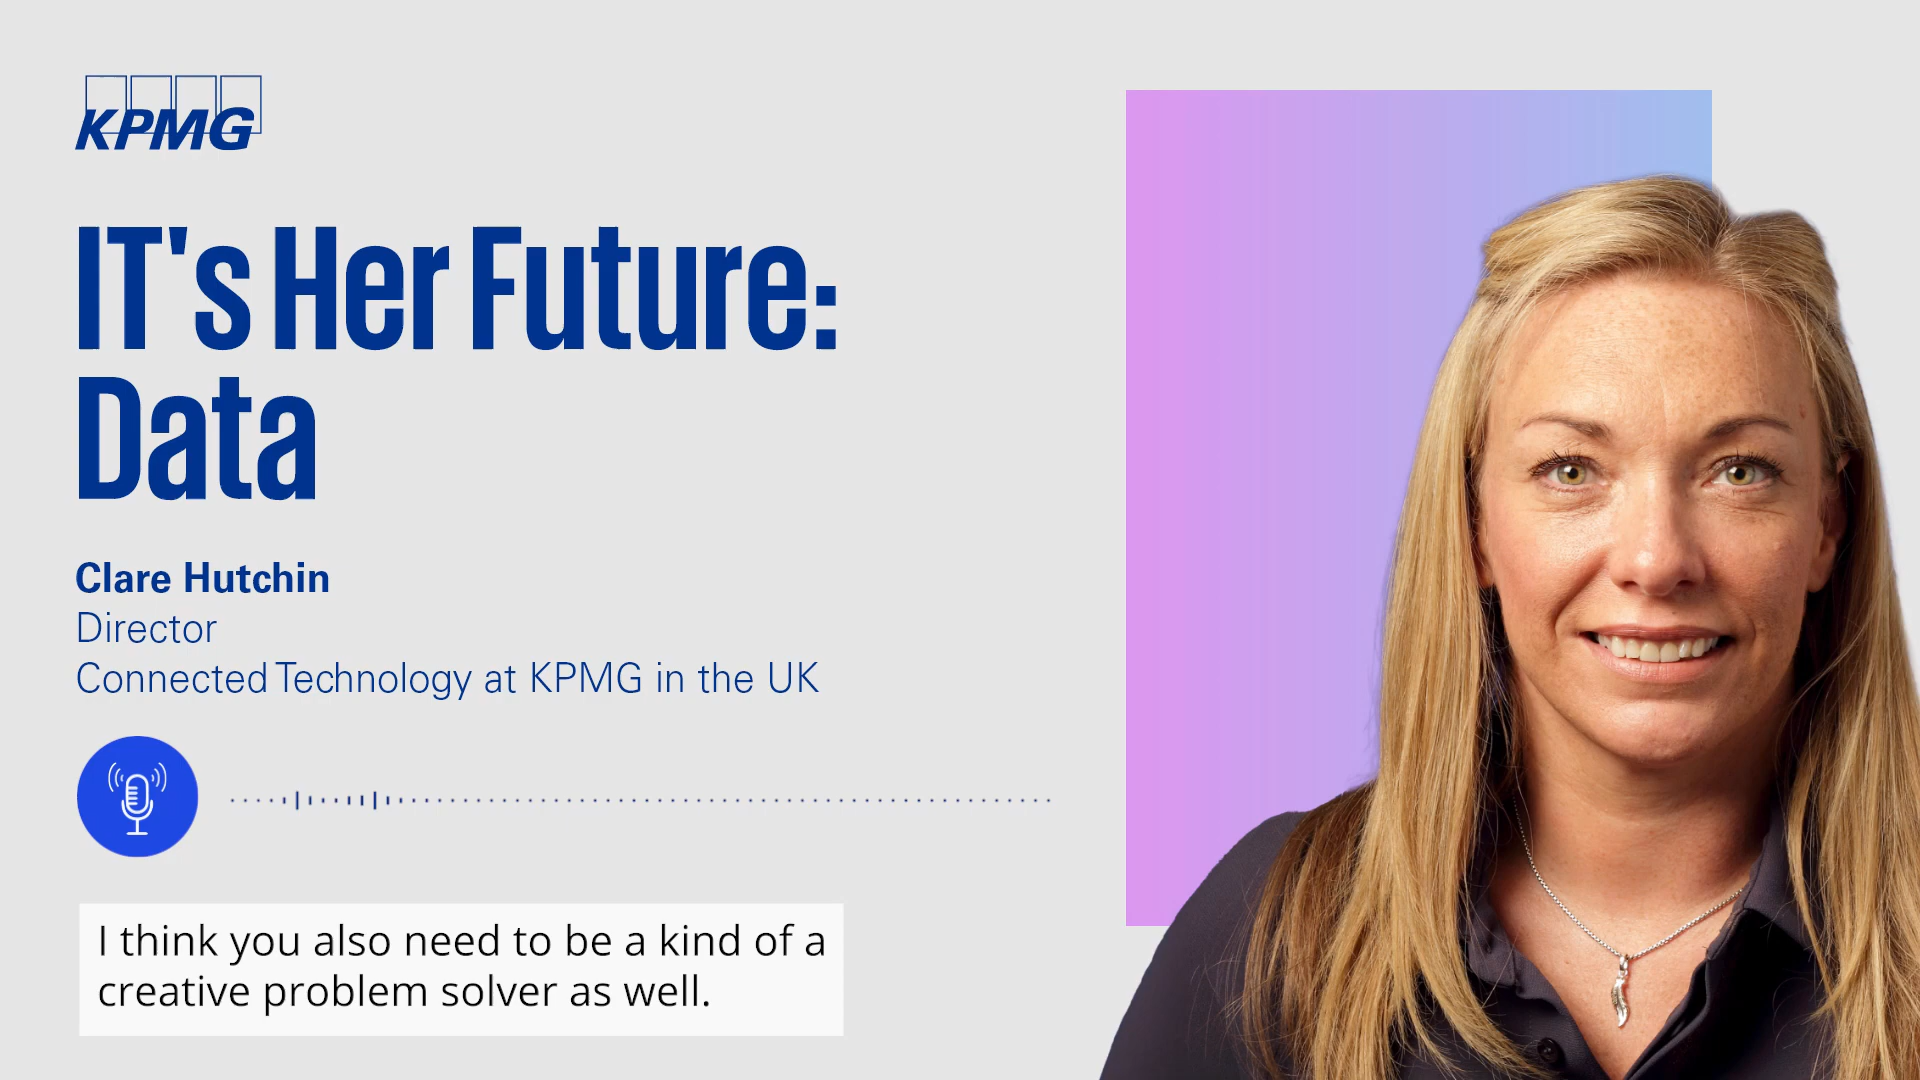 KPMG
IT's Her Future:
Data
Clare Hutchin
Director
Connected Technology at KPMG in the UK
I think you also need to be a kind of a
creative problem solver as well.